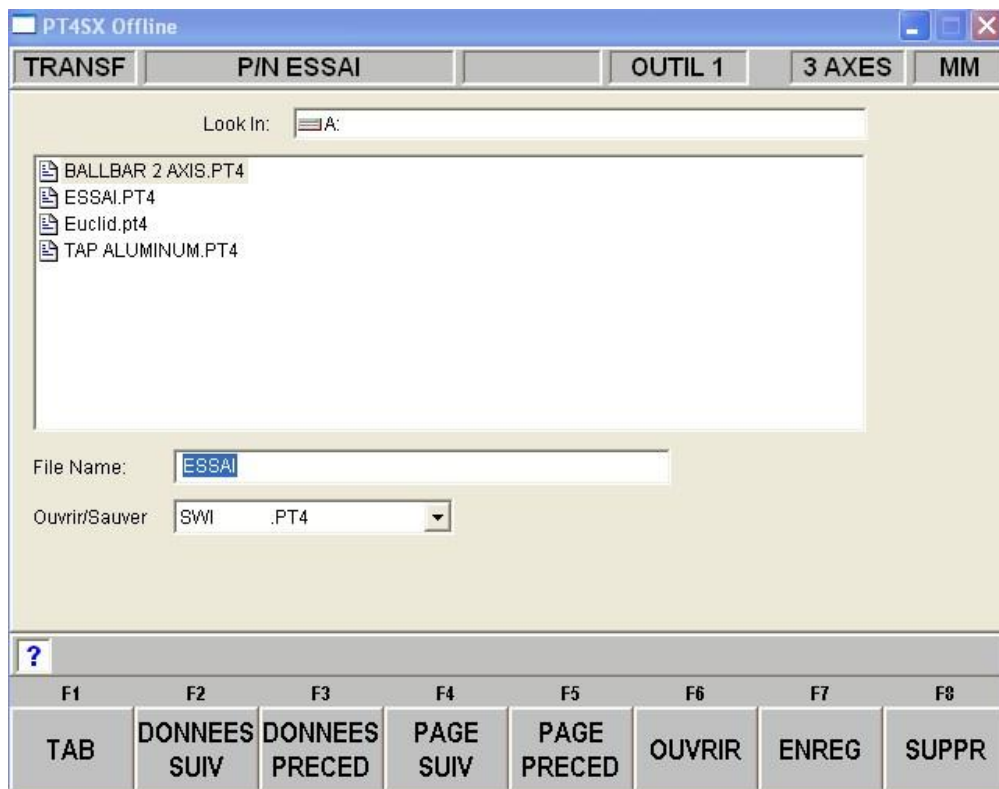 PT4SX Offline
TRANSF P/N ESSAI OUTIL 1 3 AXES MM
Look In: A:
BALLBAR 2 AXIS.PT4
ESSAI.PT4
Euclid.pt4
TAP ALUMINUM.PT4
File Name: ESSAI
Ouvrir/Sauver SWI .PT4
?
F1 F2 F3 F4 F5 F6 F7 F8
TAB DONNEES SUIV DONNEES PRECED PAGE SUIV PAGE PRECED OUVRIR ENREG SUPPR